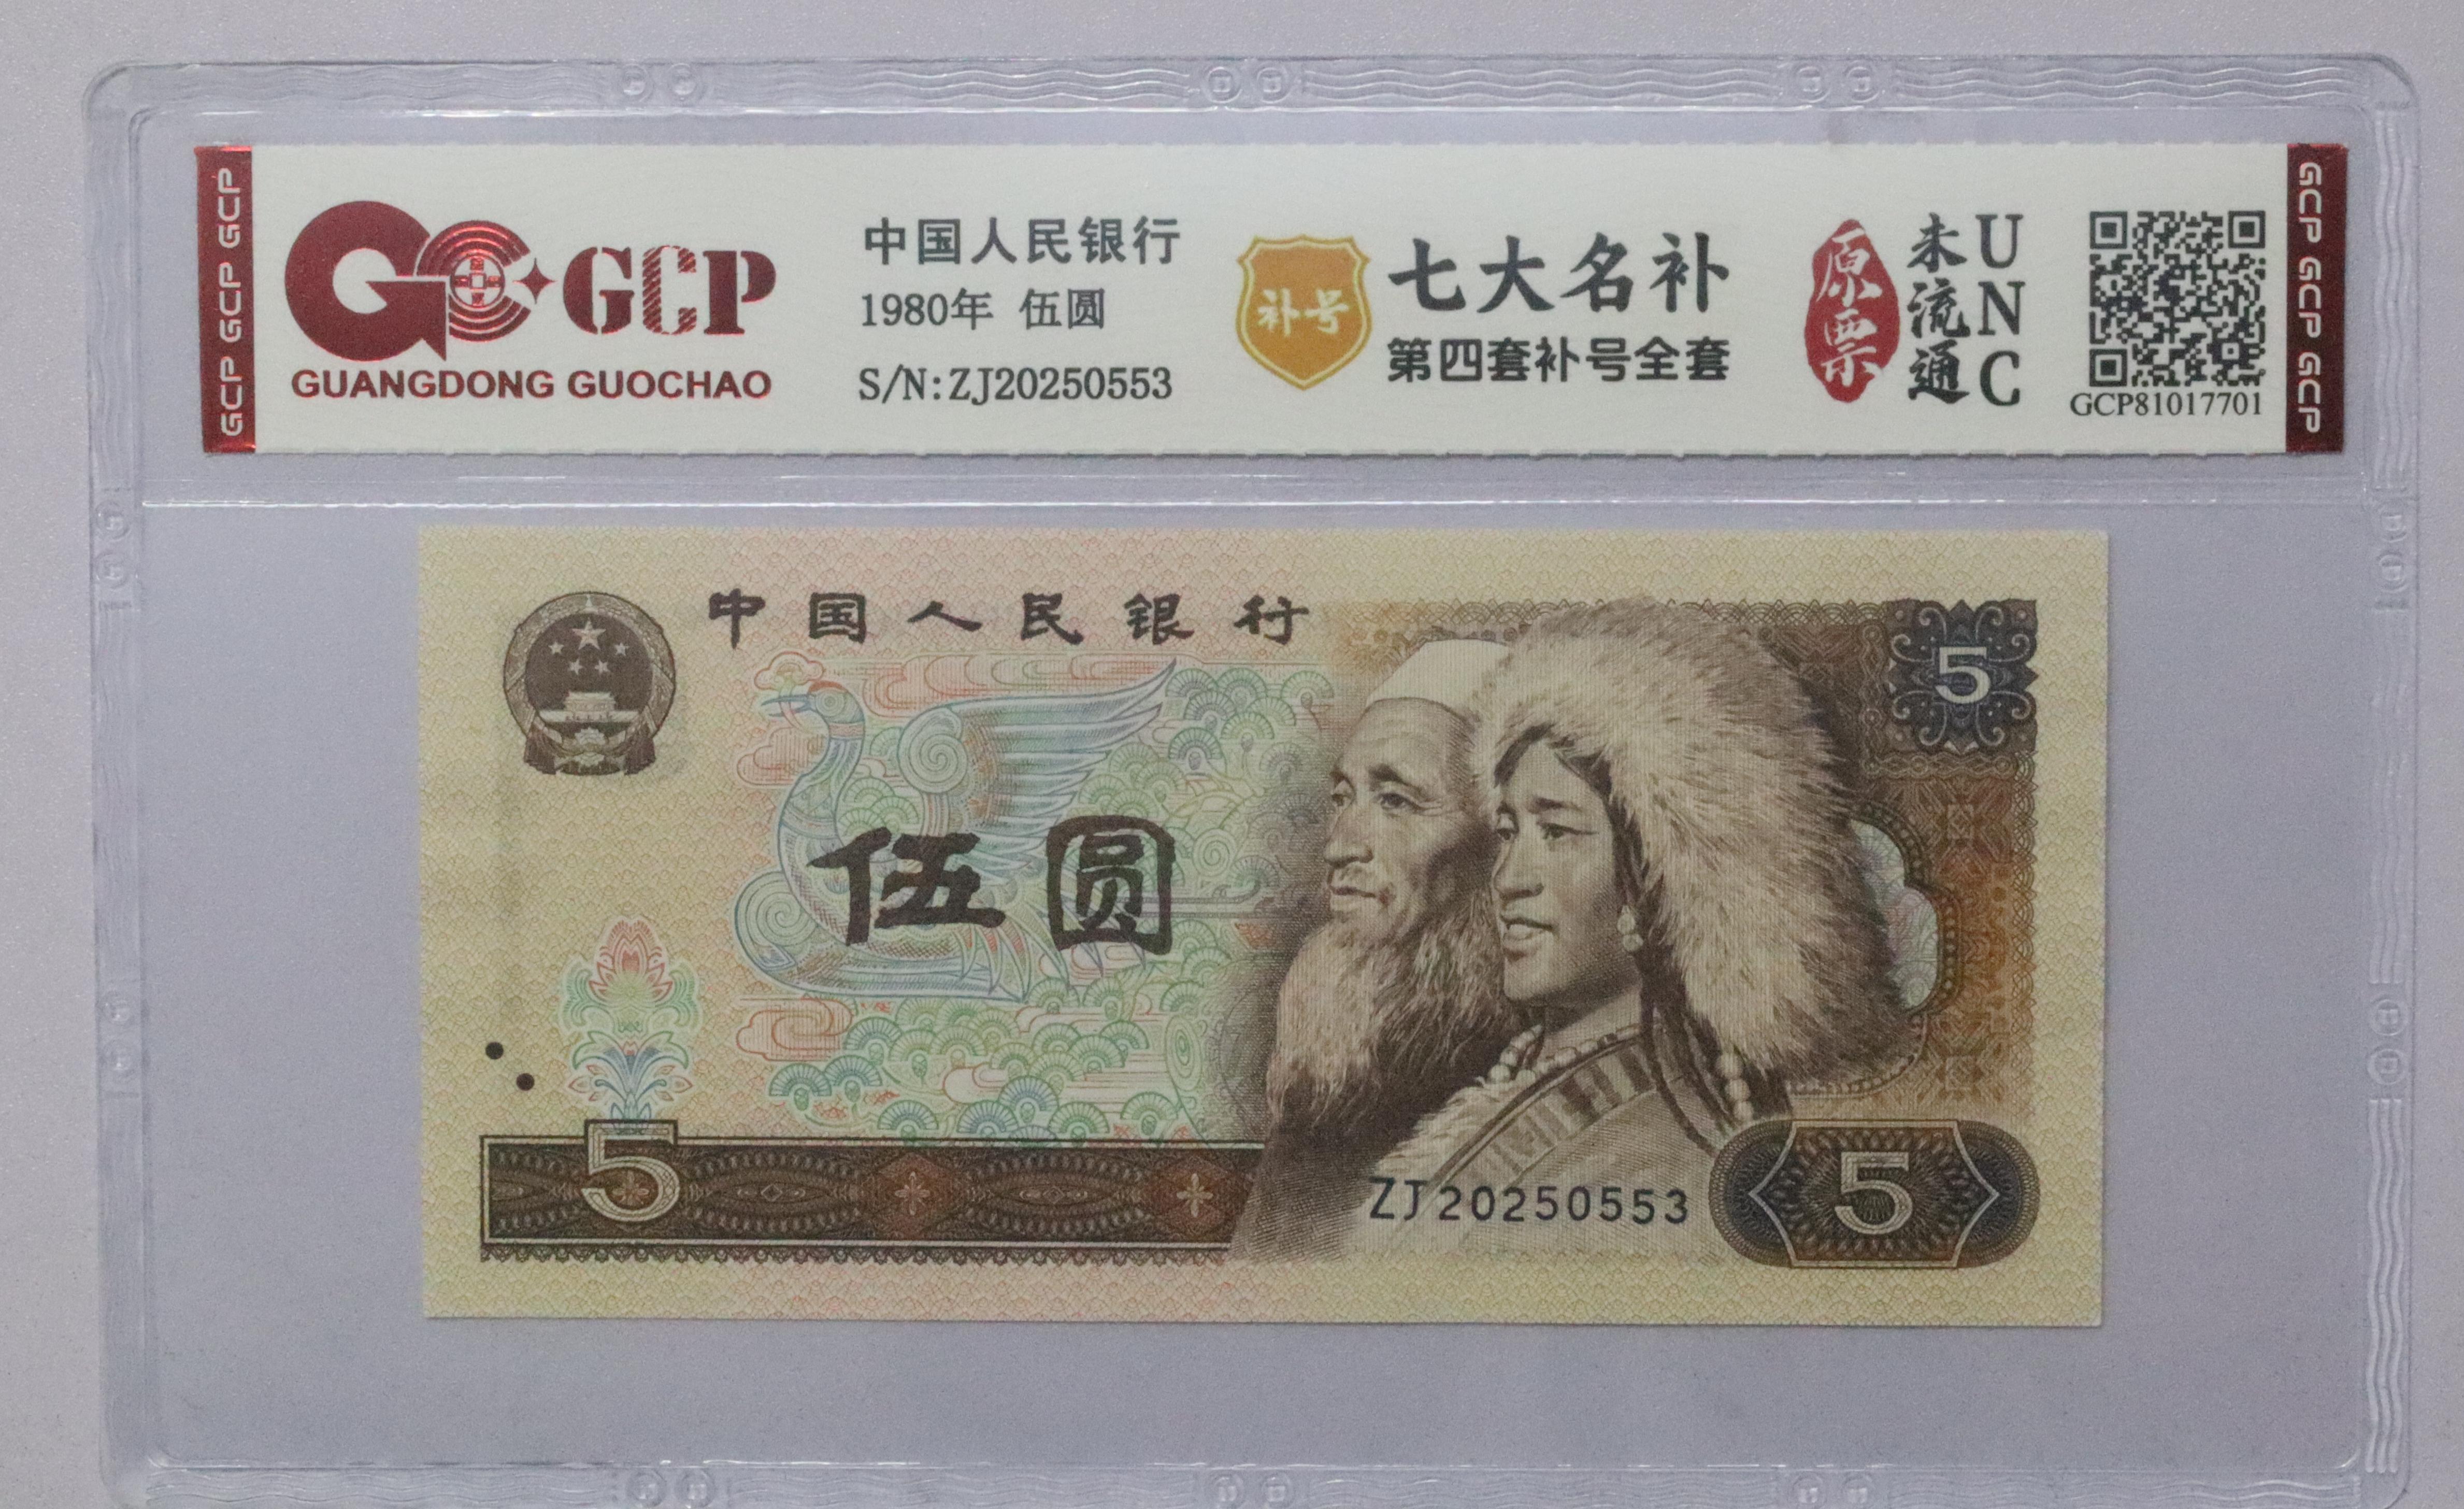 GCP GCP GCP
GCP
GUANGDONG GUOCHAO
中国人民银行
1980年 伍圆
S/N:ZJ20250553
补号
七大名补
第四套补号全套
原票
未流通
UNC
GCP81017701
GCP GCP GCP
中国人民银行
5
伍圆
5
ZJ20250553
5